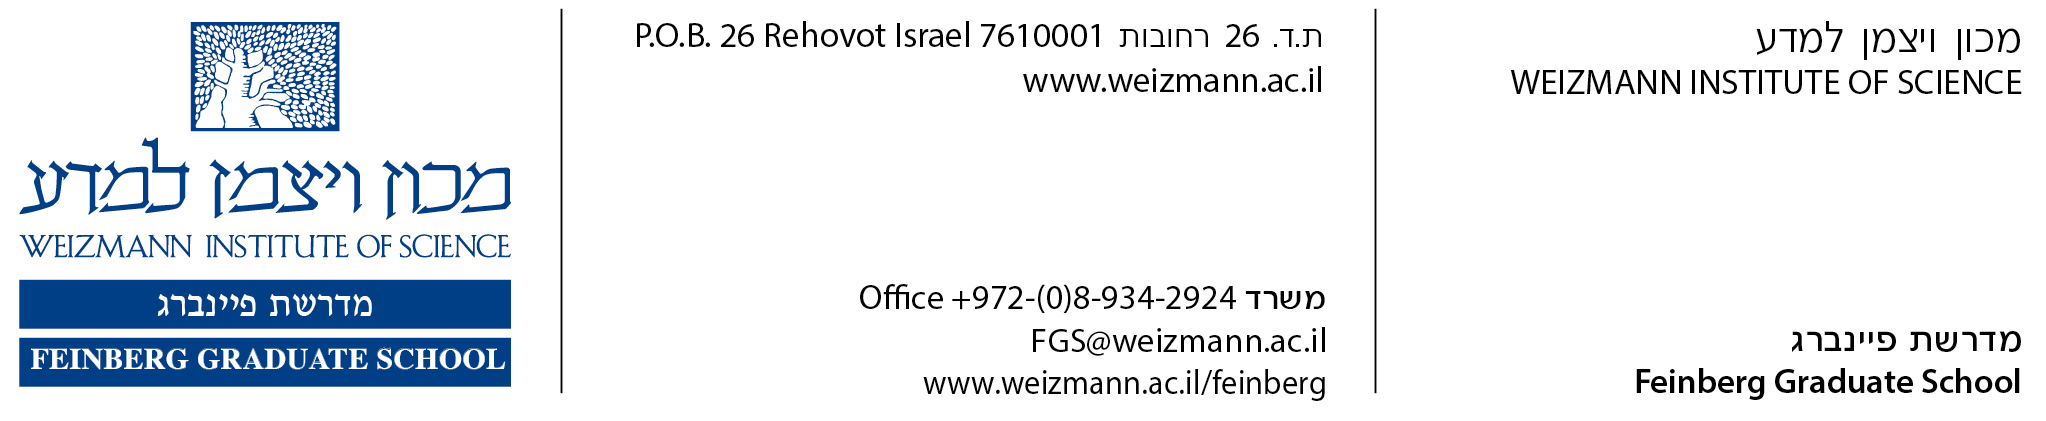 מכון ויצמן למדע
WEIZMANN INSTITUTE OF SCIENCE
מדרשת פיינברג
FEINBERG GRADUATE SCHOOL
P.O.B. 26 Rehovot Israel 7610001 ת.ד. 26 רחובות
www.weizmann.ac.il
Office +972-(0)8-934-2924 משרד
FGS@weizmann.ac.il
www.weizmann.ac.il/feinberg
מכון ויצמן למדע
WEIZMANN INSTITUTE OF SCIENCE
מדרשת פיינברג
Feinberg Graduate School